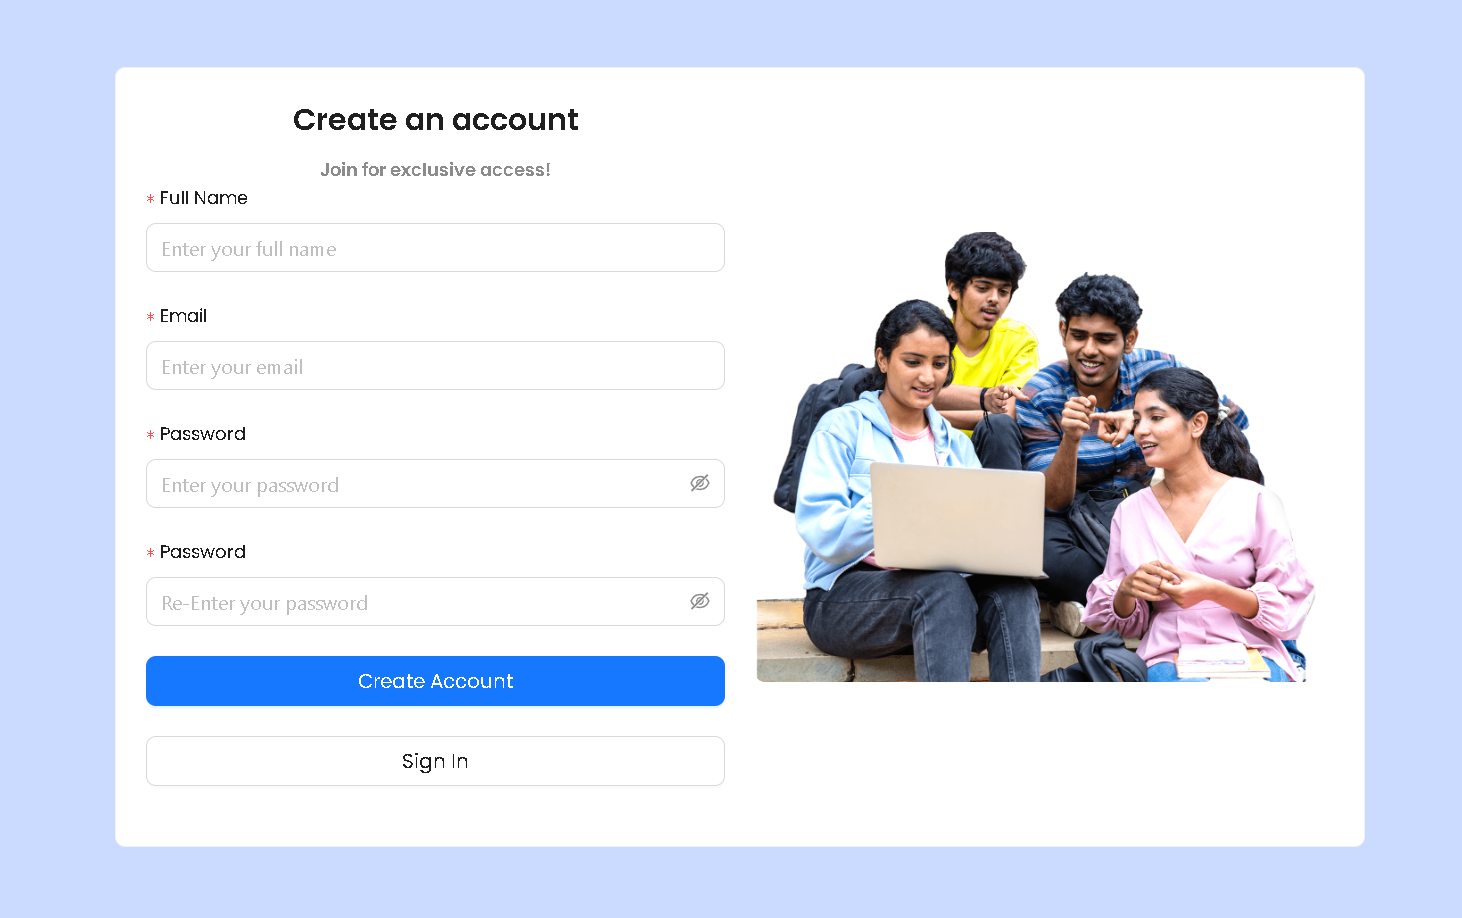 Create an account
Join for exclusive access!
* Full Name
Enter your full name
* Email
Enter your email
* Password
Enter your password
* Password
Re-Enter your password
Create Account
Sign In